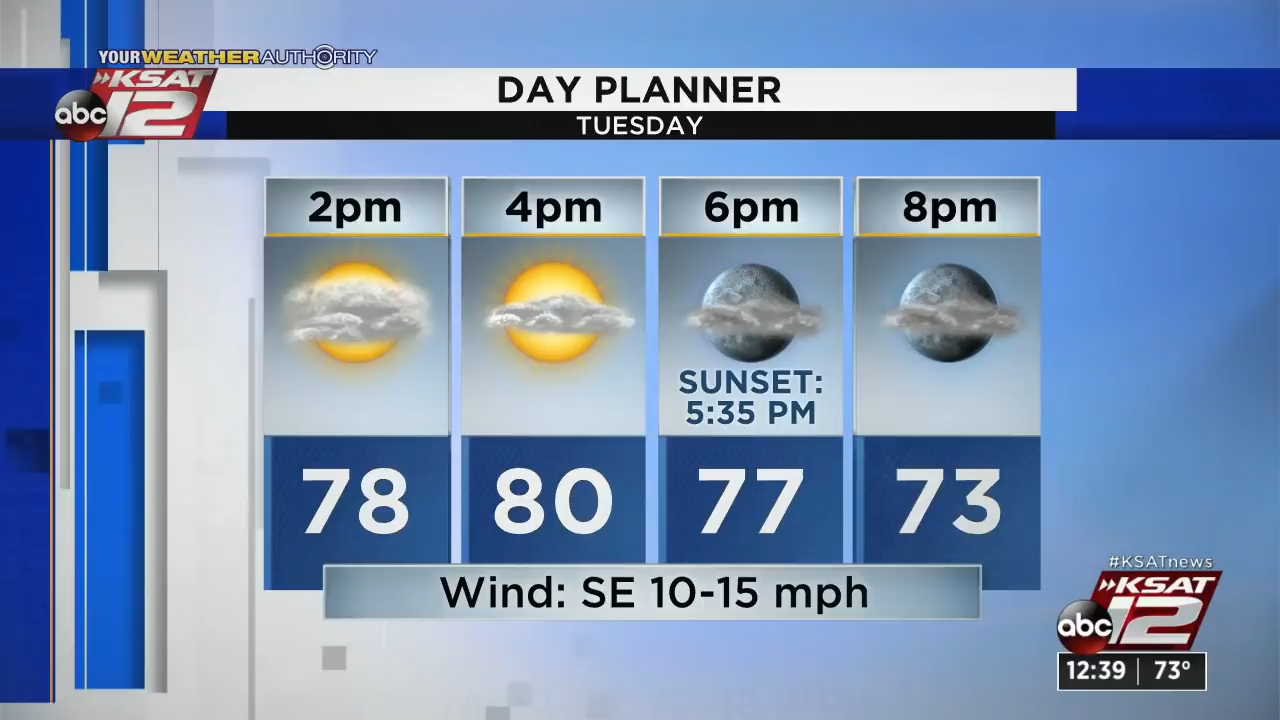 YOURWEATHERAUTHORITY
KSAT
abc 12
DAY PLANNER
TUESDAY
2pm 4pm 6pm 8pm
SUNSET:
5:35 PM
78 80 77 73
Wind: SE 10-15 mph
#KSATnews
KSAT
abc 12
12:39 73°